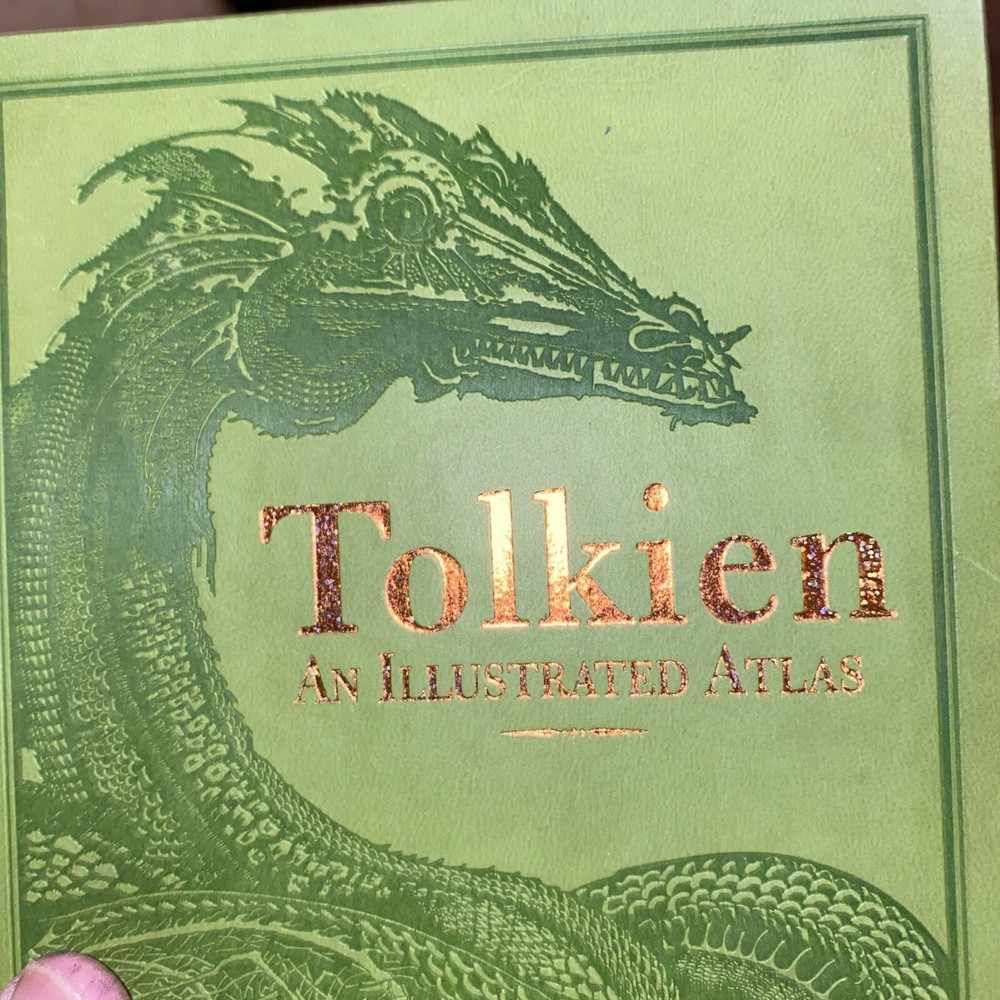 Tolkien
An Illustrated Atlas